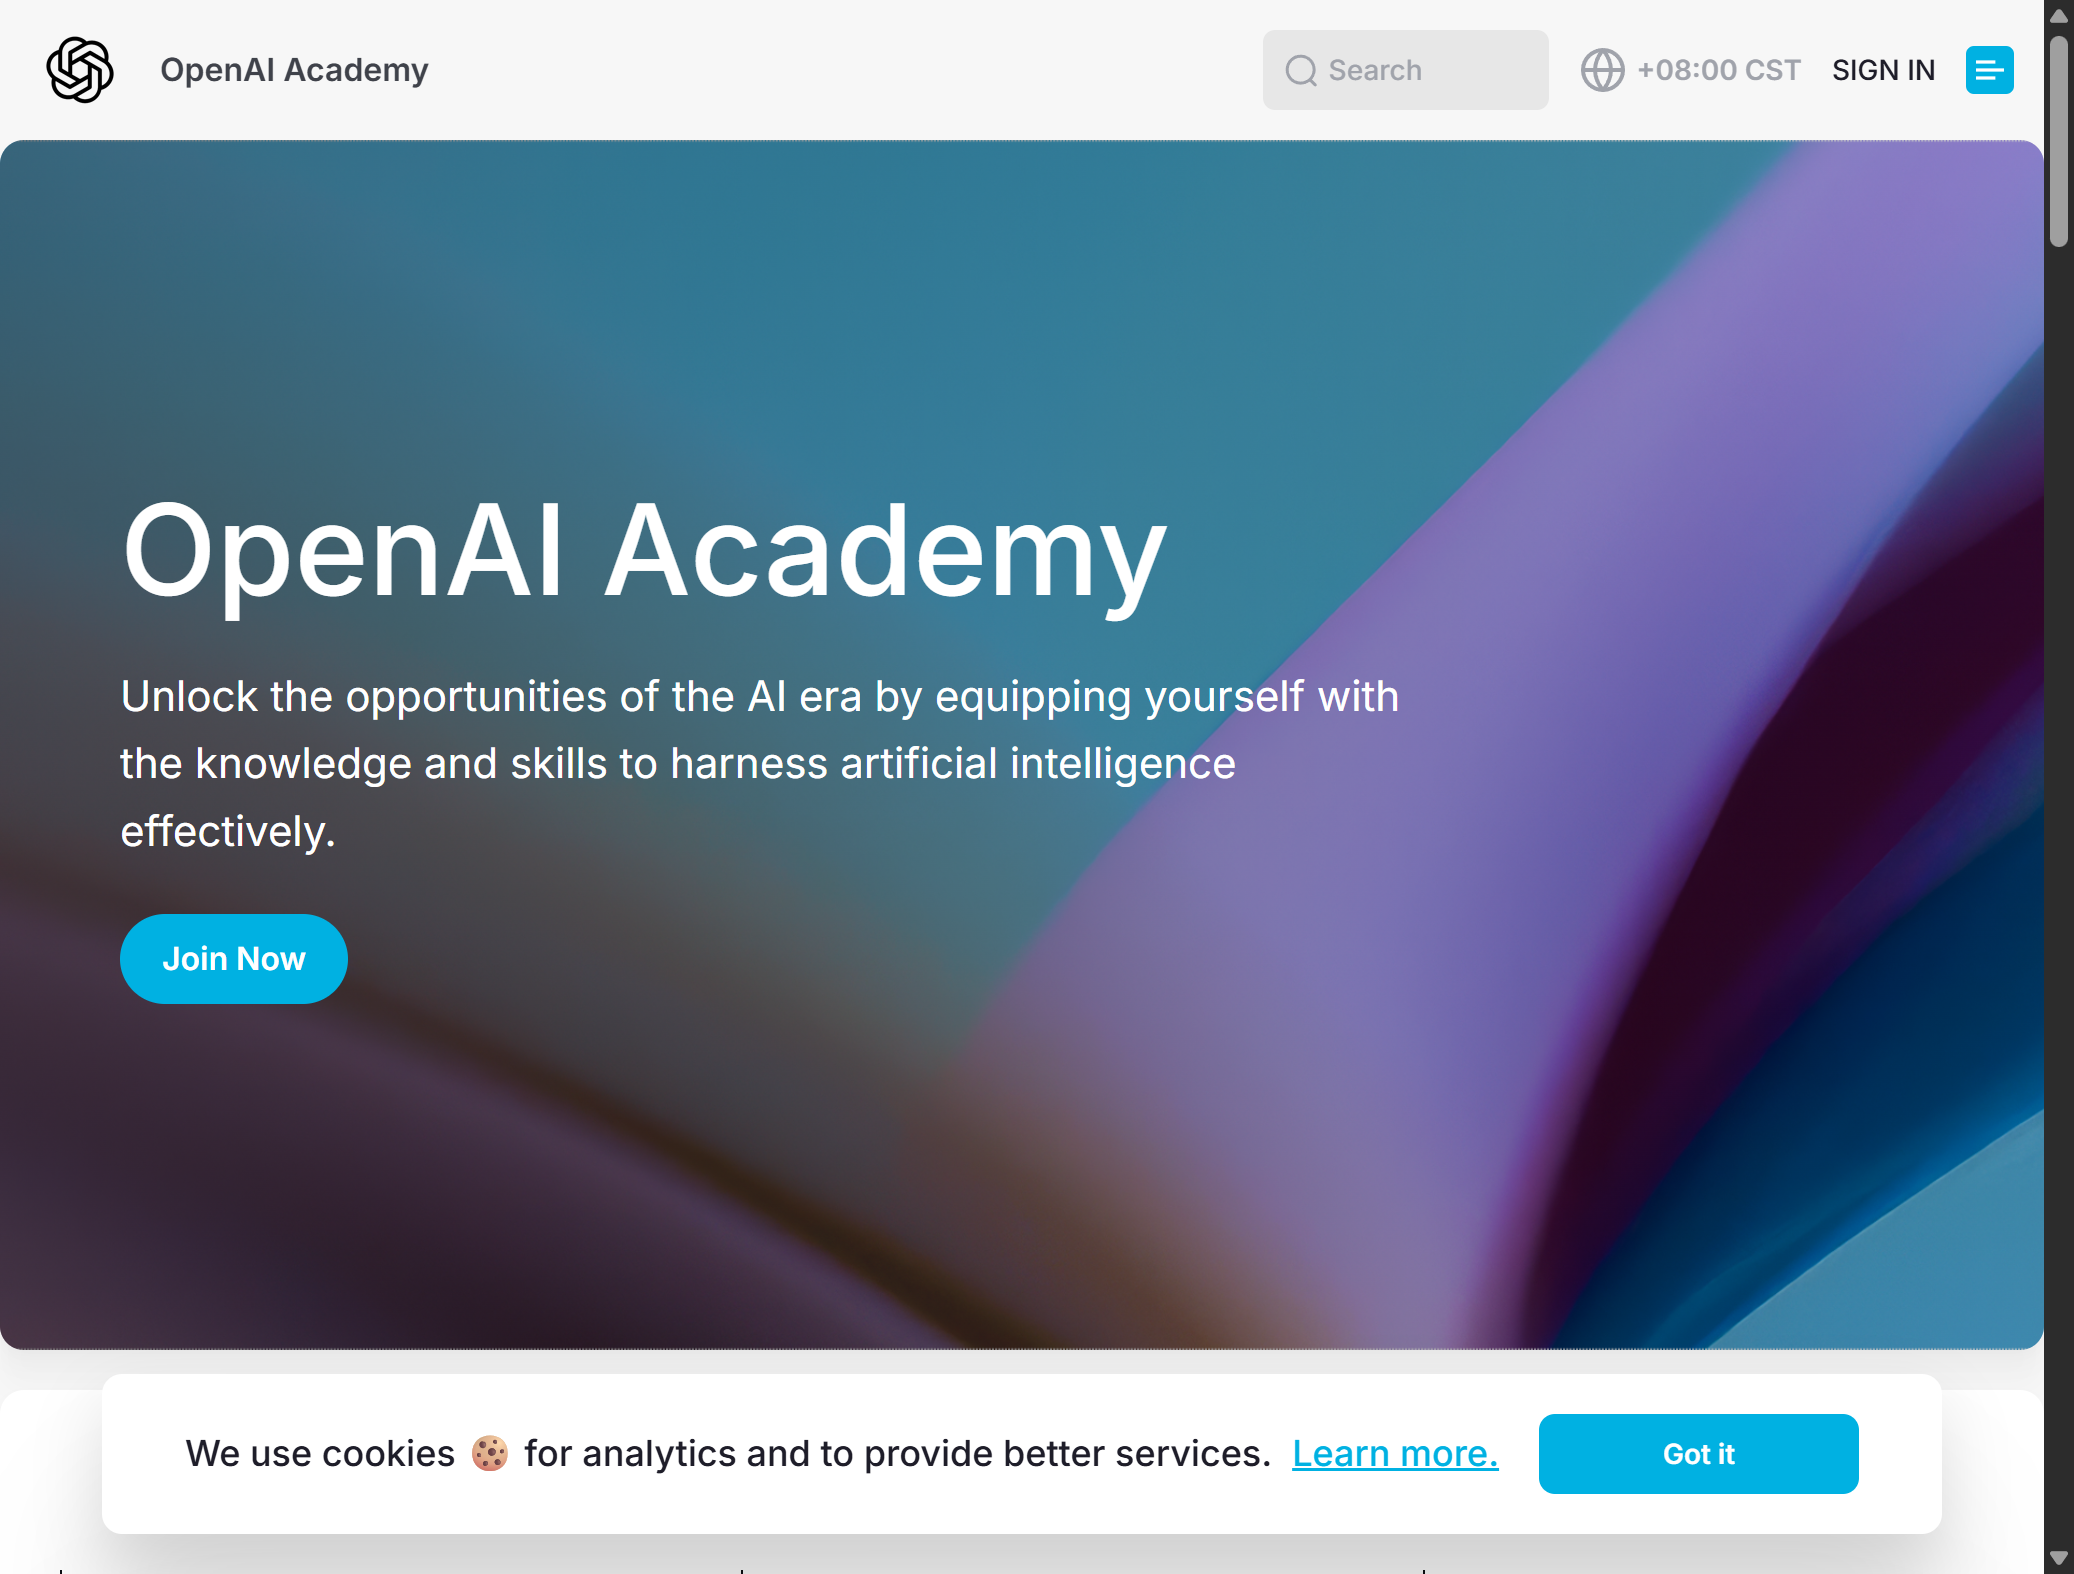 OpenAI Academy
Search
+08:00 CST
SIGN IN
OpenAI Academy
Unlock the opportunities of the AI era by equipping yourself with
the knowledge and skills to harness artificial intelligence
effectively.
Join Now
We use cookies 🍪 for analytics and to provide better services. Learn more.
Got it